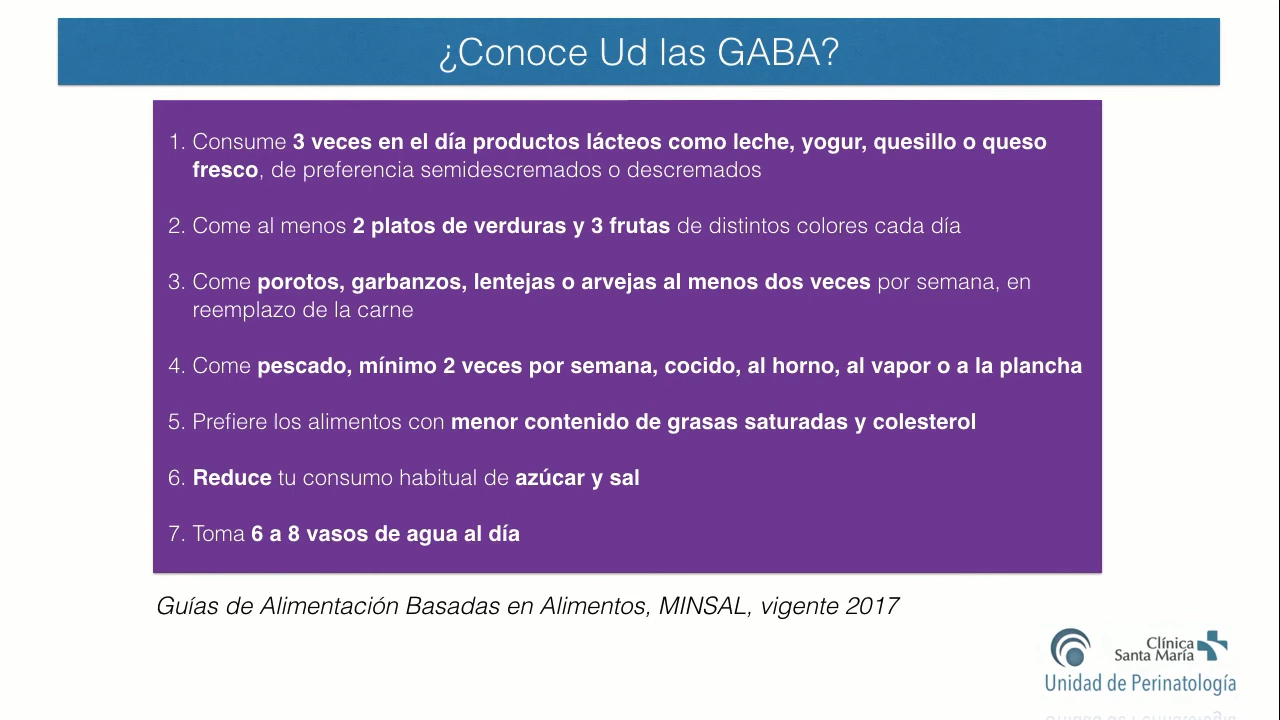 ¿Conoce Ud las GABA?
1. Consume 3 veces en el día productos lácteos como leche, yogur, quesillo o queso
fresco, de preferencia semidescremados o descremados
2. Come al menos 2 platos de verduras y 3 frutas de distintos colores cada día
3. Come porotos, garbanzos, lentejas o arvejas al menos dos veces por semana, en
reemplazo de la carne
4. Come pescado, mínimo 2 veces por semana, cocido, al horno, al vapor o a la plancha
5. Prefiere los alimentos con menor contenido de grasas saturadas y colesterol
6. Reduce tu consumo habitual de azúcar y sal
7. Toma 6 a 8 vasos de agua al día
Guías de Alimentación Basadas en Alimentos, MINSAL, vigente 2017
Clínica
Santa María
Unidad de Perinatología